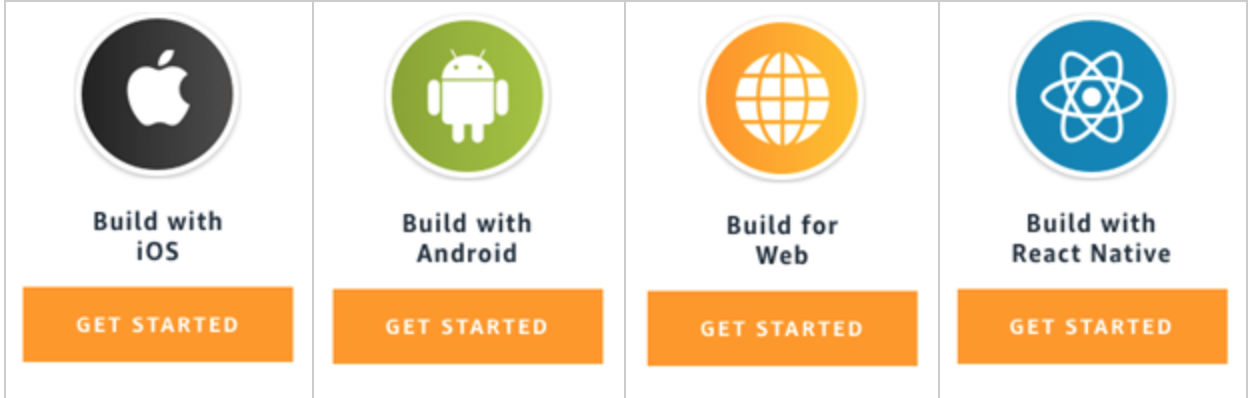 Build with
iOS
GET STARTED
Build with
Android
GET STARTED
Build for
Web
GET STARTED
Build with
React Native
GET STARTED